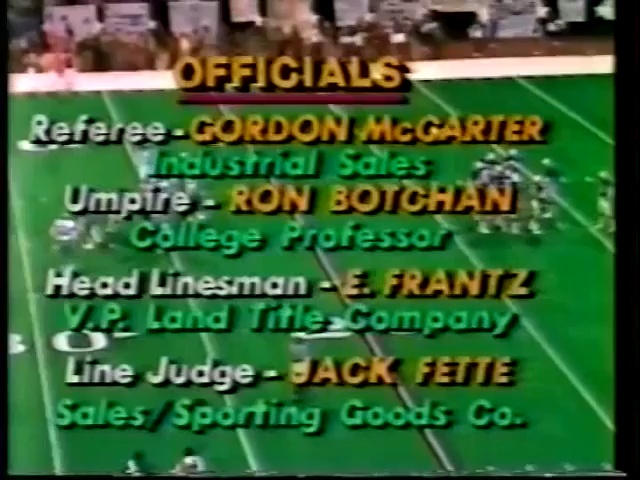 OFFICIALS
Referee - GORDON McCARTER
Industrial Sales
Umpire - RON BOTCHAN
College Professor
Head Linesman - E. FRANTZ
V.P. Land Title Company
Line Judge - JACK FETTE
Sales/Sporting Goods Co.